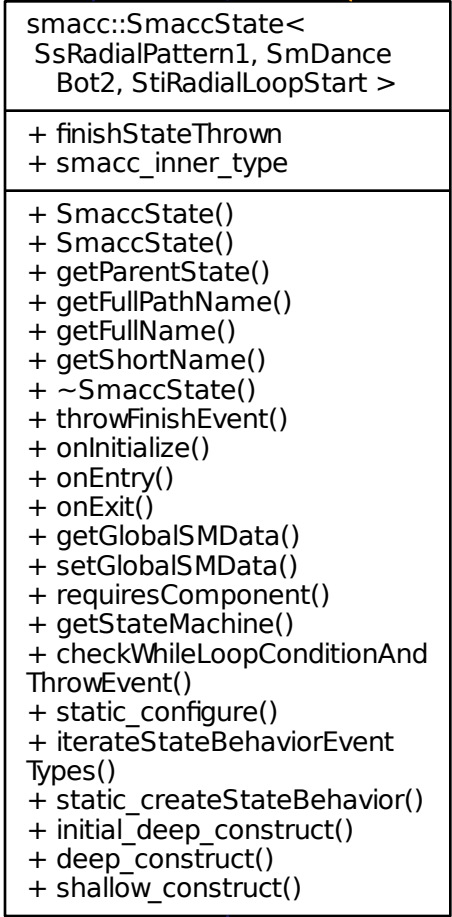 smacc::SmaccState<
SsRadialPattern1, SmDance
Bot2, StiRadialLoopStart >
+ finishStateThrown
+ smacc_inner_type
+ SmaccState()
+ SmaccState()
+ getParentState()
+ getFullPathName()
+ getFullName()
+ getShortName()
+ ~SmaccState()
+ throwFinishEvent()
+ onInitialize()
+ onEntry()
+ onExit()
+ getGlobalSMData()
+ setGlobalSMData()
+ requiresComponent()
+ getStateMachine()
+ checkWhileLoopConditionAnd
ThrowEvent()
+ static_configure()
+ iterateStateBehaviorEvent
Types()
+ static_createStateBehavior()
+ initial_deep_construct()
+ deep_construct()
+ shallow_construct()